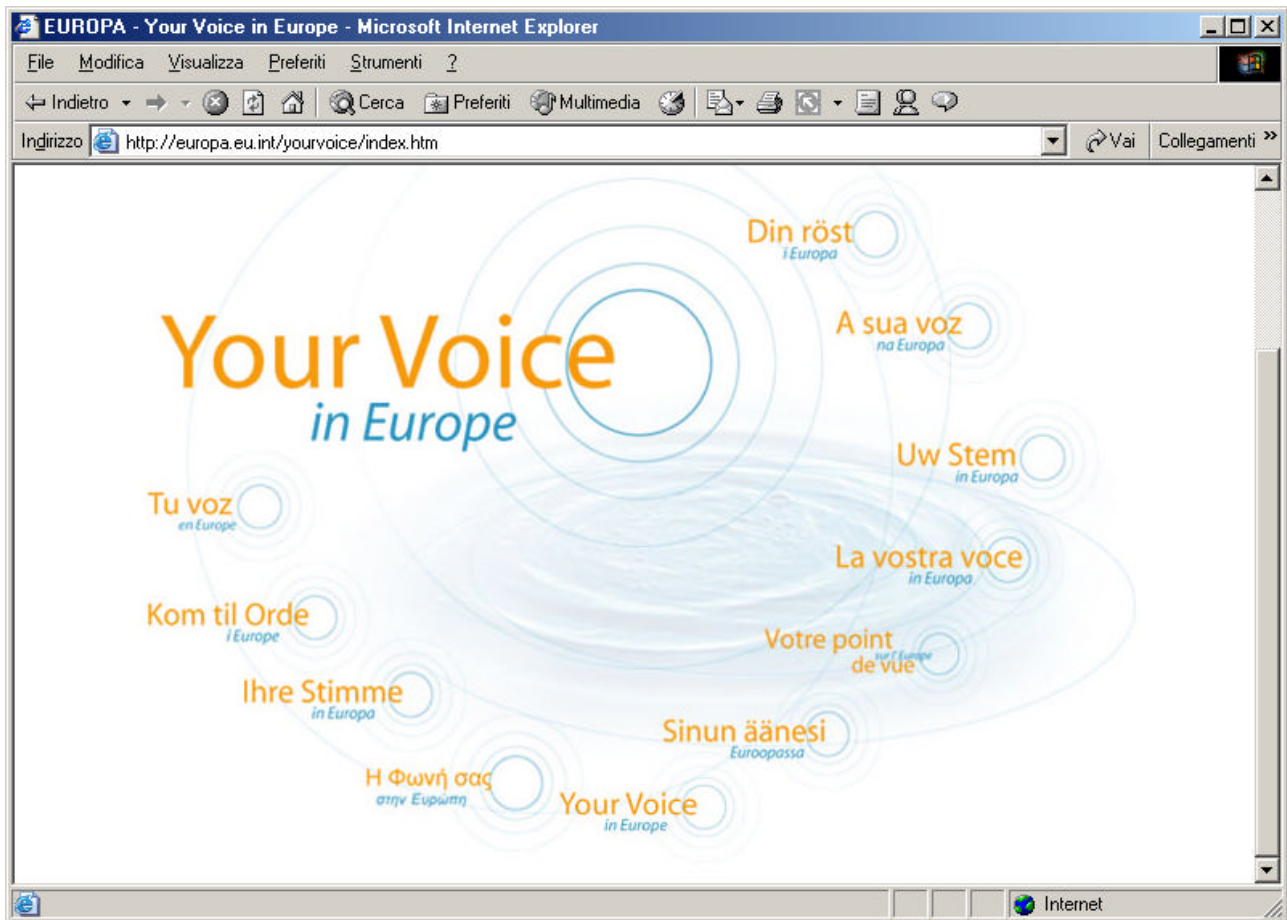 EUROPA - Your Voice in Europe - Microsoft Internet Explorer
File Modifica Visualizza Preferiti Strumenti ?
Indietro Cerca Preferiti Multimedia
Indirizzo http://europa.eu.int/yourvoice/index.htm Vai Collegamenti »
Din röst
i Europa
A sua voz
na Europa
Your Voice
in Europe
Uw Stem
in Europa
Tu voz
en Europe
La vostra voce
in Europa
Kom til Orde
i Europe
Votre point
sur l'Europe
de vue
Ihre Stimme
in Europa
Sinun äänesi
Euroopassa
Η Φωνή σας
στην Ευρώπη
Your Voice
in Europe
Internet